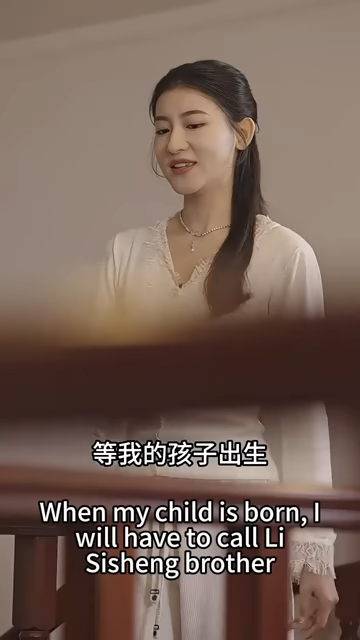 等我的孩子出生
When my child is born, I
will have to call Li
Sisheng brother